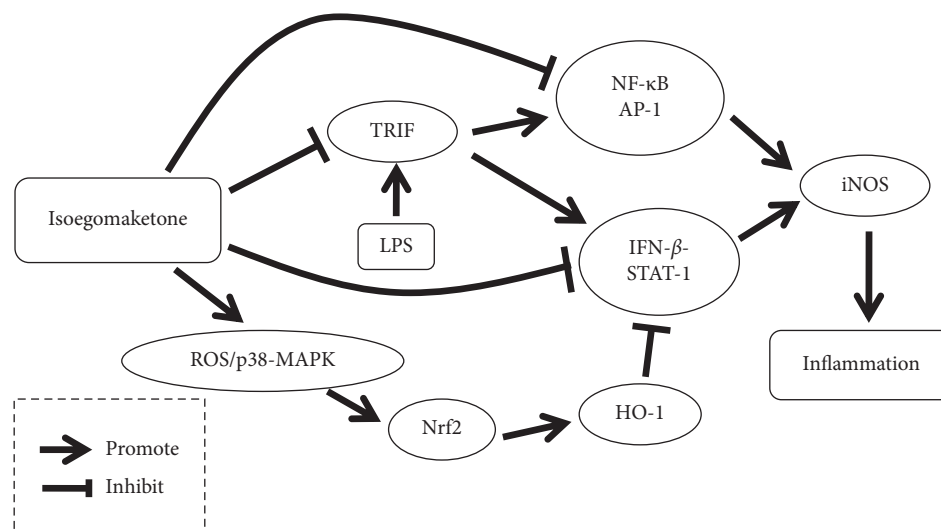 NF-κB
AP-1
TRIF
iNOS
Isoegomaketone
LPS
IFN-β-
STAT-1
ROS/p38-MAPK
Inflammation
Nrf2
HO-1
Promote
Inhibit